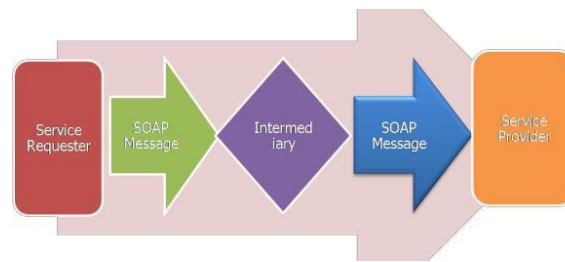 Service
Requester
SOAP
Message
Intermed
iary
SOAP
Message
Service
Provider